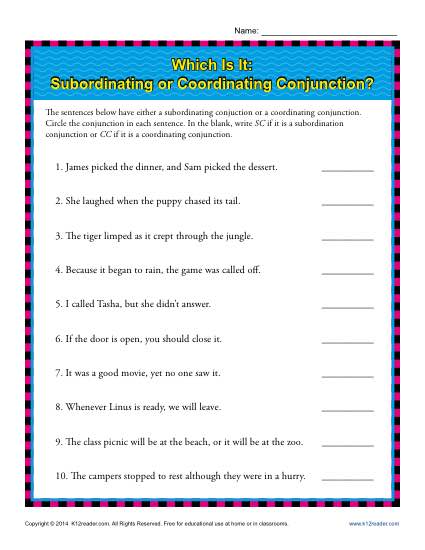 Name: ____________________
Which Is It:
Subordinating or Coordinating Conjunction?
The sentences below have either a subordinating conjuction or a coordinating conjunction.
Circle the conjunction in each sentence. In the blank, write SC if it is a subordination
conjunction or CC if it is a coordinating conjunction.
1. James picked the dinner, and Sam picked the dessert. __________
2. She laughed when the puppy chased its tail. __________
3. The tiger limped as it crept through the jungle. __________
4. Because it began to rain, the game was called off. __________
5. I called Tasha, but she didn't answer. __________
6. If the door is open, you should close it. __________
7. It was a good movie, yet no one saw it. __________
8. Whenever Linus is ready, we will leave. __________
9. The class picnic will be at the beach, or it will be at the zoo. __________
10. The campers stopped to rest although they were in a hurry. __________
Copyright © 2014 K12reader.com. All Rights Reserved. Free for educational use at home or in classrooms. www.k12reader.com